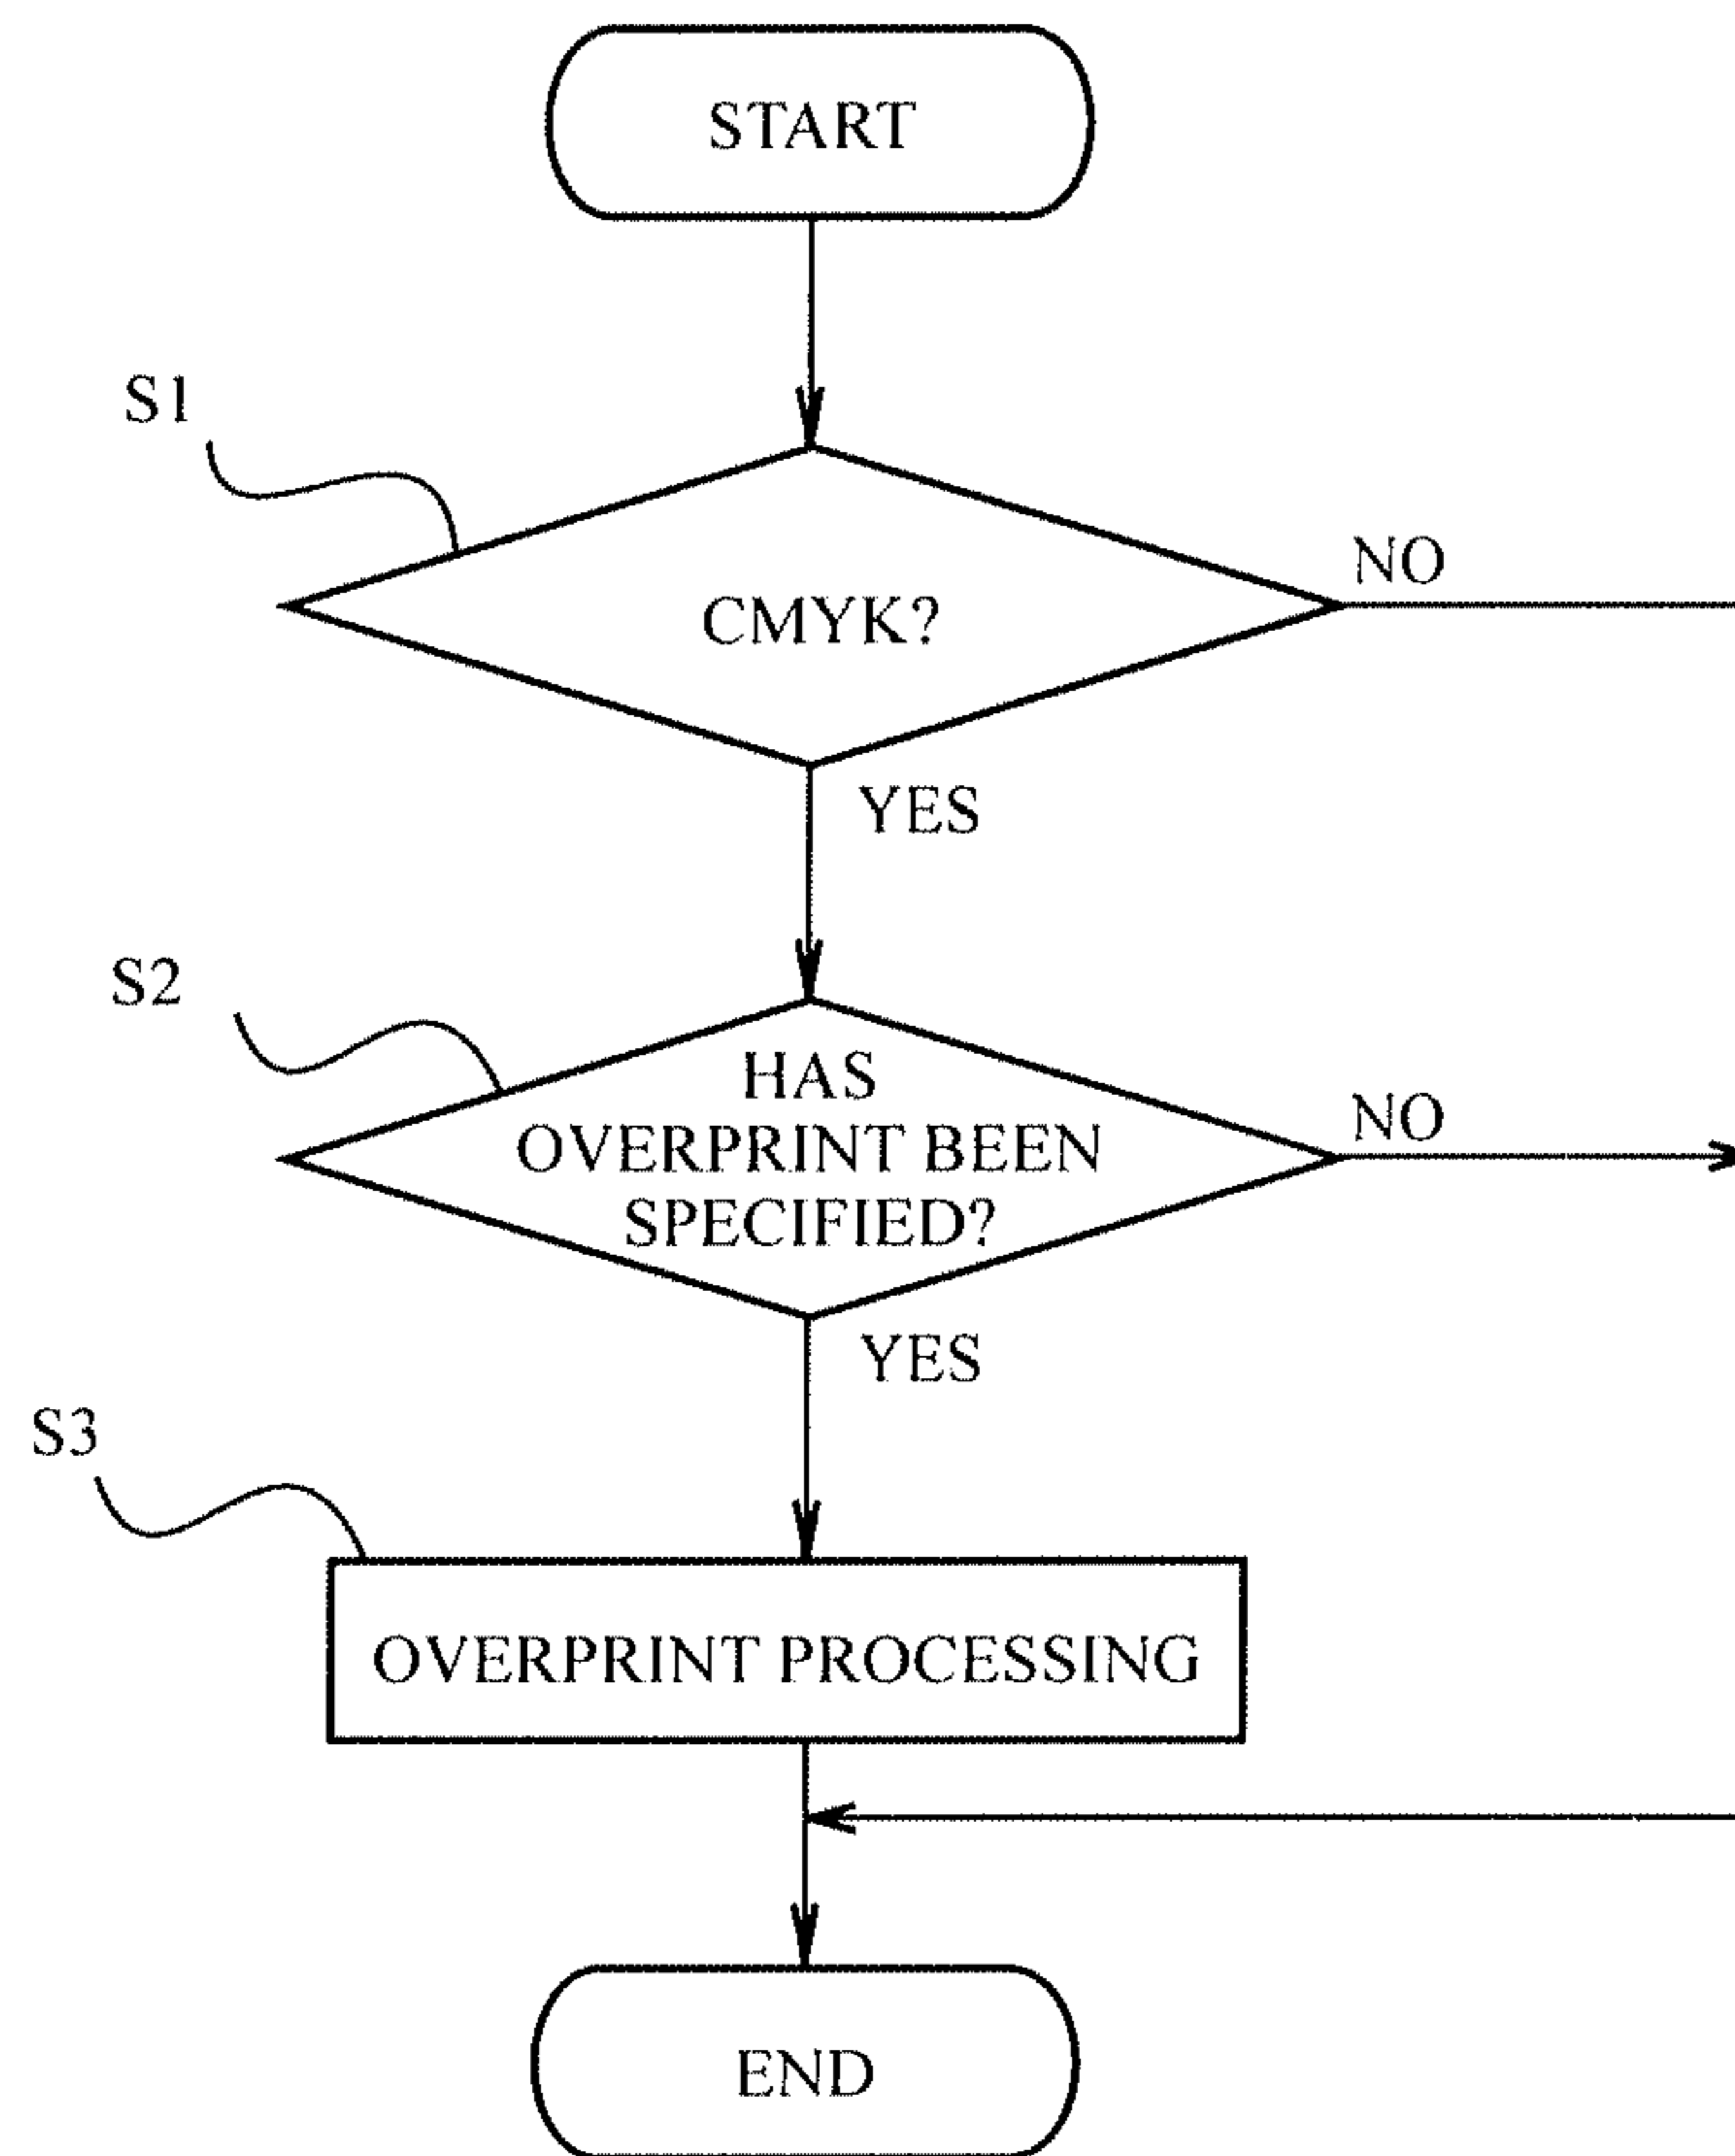 START
S1
CMYK?
NO
YES
S2
HAS
OVERPRINT BEEN
SPECIFIED?
NO
YES
S3
OVERPRINT PROCESSING
END